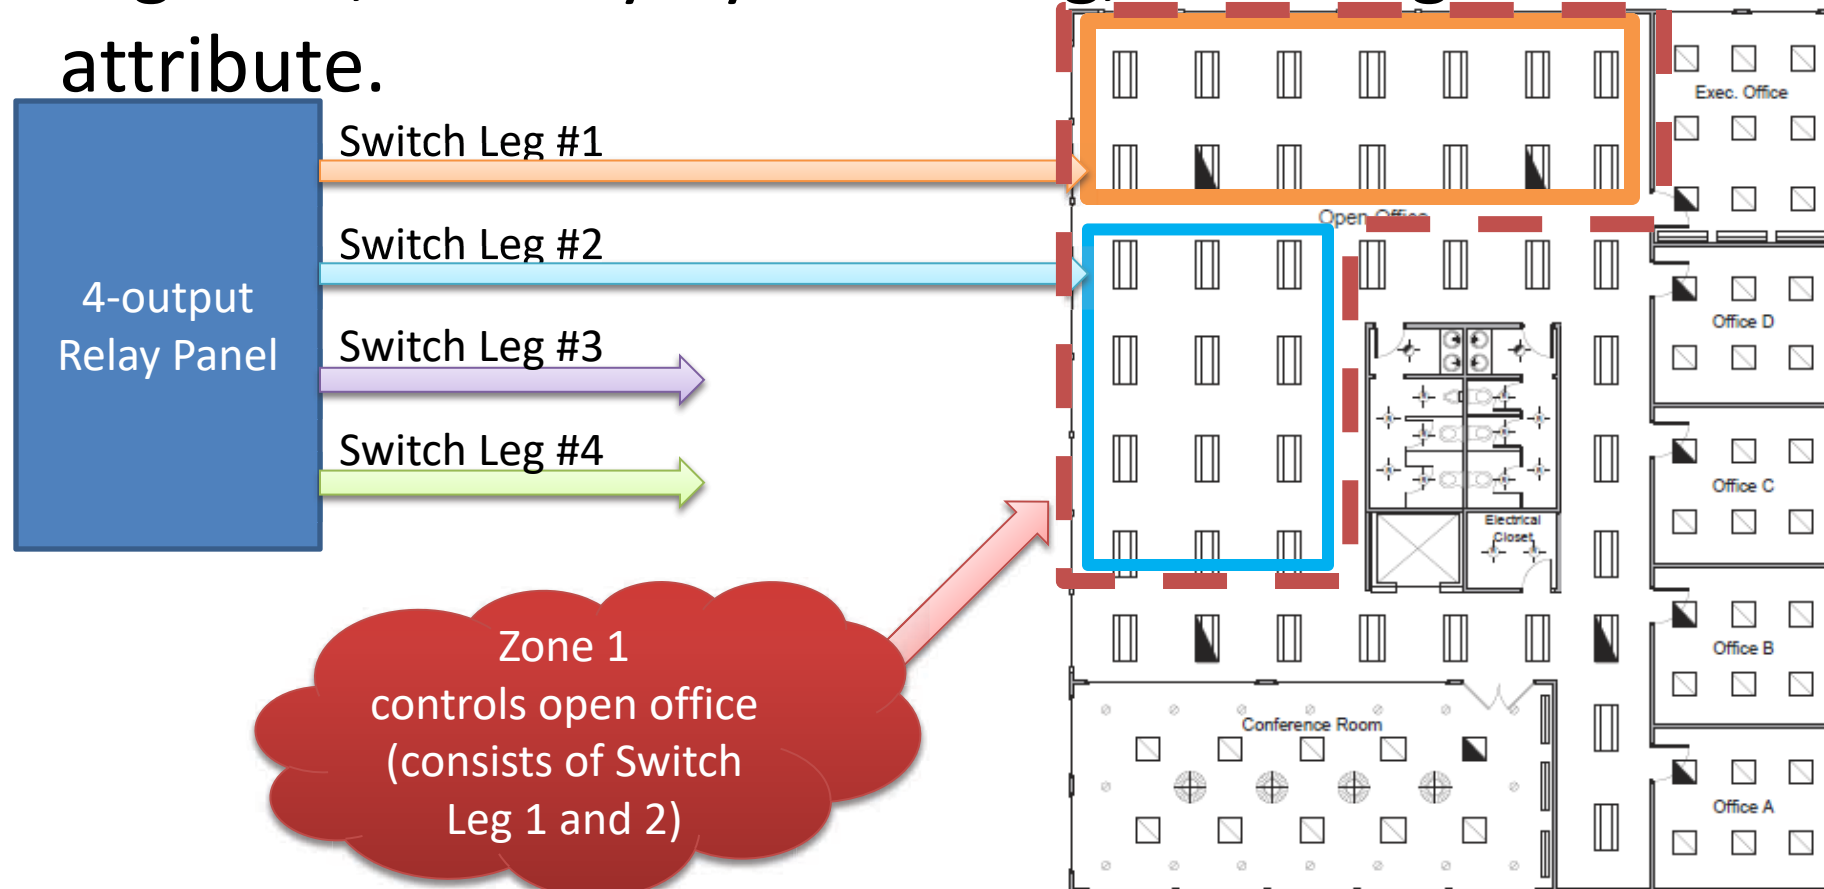 attribute.
Switch Leg #1
Switch Leg #2
4-output
Relay Panel
Switch Leg #3
Switch Leg #4
Zone 1
controls open office
(consists of Switch
Leg 1 and 2)
Exec. Office
Open Office
Office D
Office C
Electrical
Closet
Office B
Conference Room
Office A